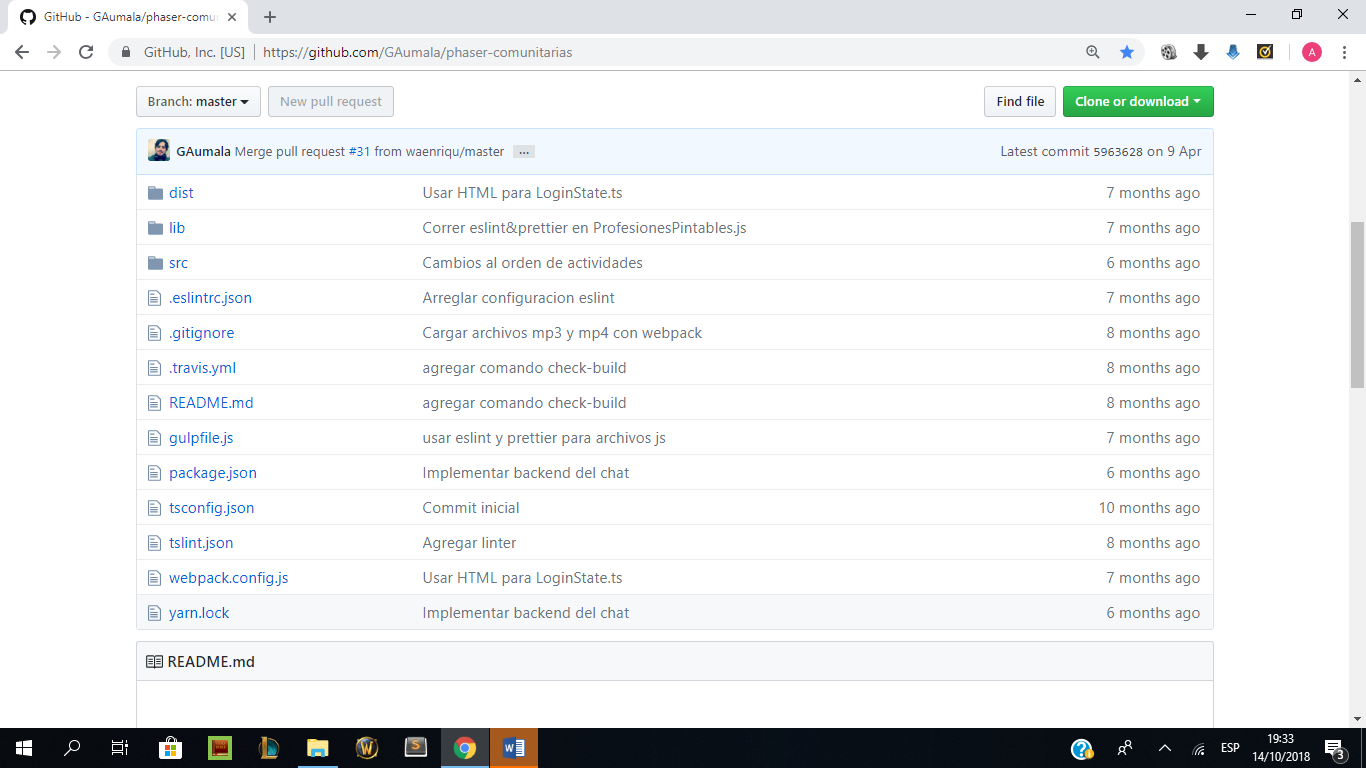 GitHub - GAumala/phaser-comu
GitHub, Inc. [US] | https://github.com/GAumala/phaser-comunitarias
A
Branch: master
New pull request
Find file
Clone or download
GAumala Merge pull request #31 from waenriqu/master ...
Latest commit 5963628 on 9 Apr
dist Usar HTML para LoginState.ts 7 months ago
lib Correr eslint&prettier en ProfesionesPintables.js 7 months ago
src Cambios al orden de actividades 6 months ago
.eslintrc.json Arreglar configuracion eslint 7 months ago
.gitignore Cargar archivos mp3 y mp4 con webpack 8 months ago
.travis.yml agregar comando check-build 8 months ago
README.md agregar comando check-build 8 months ago
gulpfile.js usar eslint y prettier para archivos js 7 months ago
package.json Implementar backend del chat 6 months ago
tsconfig.json Commit inicial 10 months ago
tslint.json Agregar linter 8 months ago
webpack.config.js Usar HTML para LoginState.ts 7 months ago
yarn.lock Implementar backend del chat 6 months ago
README.md
ESP
19:33
14/10/2018
3